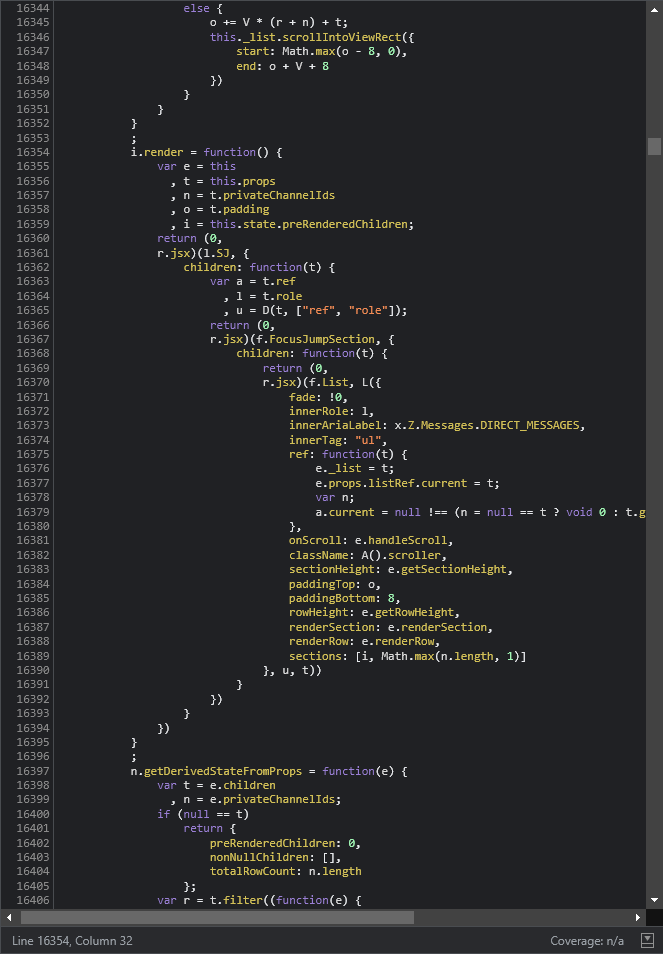 16344 else {
16345 o += V * (r + n) + t;
16346 this._list.scrollIntoViewRect({
16347 start: Math.max(o - 8, 0),
16348 end: o + V + 8
16349 })
16350 }
16351 }
16352 }
16353 ;
16354 i.render = function() {
16355 var e = this
16356 , t = this.props
16357 , n = t.privateChannelIds
16358 , o = t.padding
16359 , i = this.state.preRenderedChildren;
16360 return (0,
16361 r.jsx)(l.SJ, {
16362 children: function(t) {
16363 var a = t.ref
16364 , l = t.role
16365 , u = D(t, ["ref", "role"]);
16366 return (0,
16367 r.jsx)(f.FocusJumpSection, {
16368 children: function(t) {
16369 return (0,
16370 r.jsx)(f.List, L({
16371 fade: !0,
16372 innerRole: l,
16373 innerAriaLabel: x.Z.Messages.DIRECT_MESSAGES,
16374 innerTag: "ul",
16375 ref: function(t) {
16376 e._list = t;
16377 e.props.listRef.current = t;
16378 var n;
16379 a.current = null !== (n = null == t ? void 0 : t.g
16380 },
16381 onScroll: e.handleScroll,
16382 className: A().scroller,
16383 sectionHeight: e.getSectionHeight,
16384 paddingTop: o,
16385 paddingBottom: 8,
16386 rowHeight: e.getRowHeight,
16387 renderSection: e.renderSection,
16388 renderRow: e.renderRow,
16389 sections: [i, Math.max(n.length, 1)]
16390 }, u, t))
16391 }
16392 })
16393 }
16394 })
16395 }
16396 ;
16397 n.getDerivedStateFromProps = function(e) {
16398 var t = e.children
16399 , n = e.privateChannelIds;
16400 if (null == t)
16401 return {
16402 preRenderedChildren: 0,
16403 nonNullChildren: [],
16404 totalRowCount: n.length
16405 };
16406 var r = t.filter((function(e) {
Line 16354, Column 32 Coverage: n/a